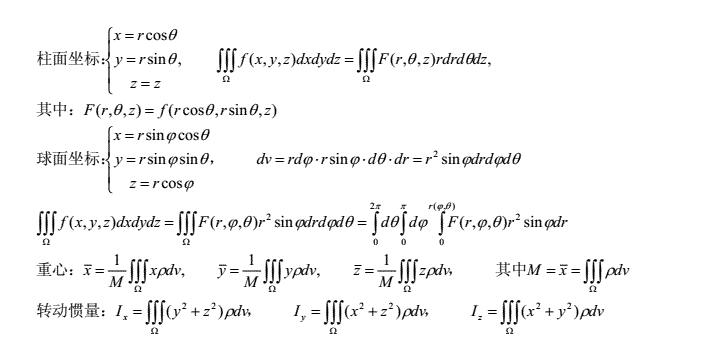 柱面坐标:{ x = r cosθ
y = r sinθ, ∭_Ω f(x, y, z)dxdydz = ∭_Ω F(r,θ, z)rdrdθdz,
z = z
其中: F(r,θ, z) = f(r cosθ, r sinθ, z)
球面坐标:{ x = r sinφ cosθ
y = r sinφ sinθ, dv = rdφ · r sinφ · dθ · dr = r² sinφdrdφdθ
z = r cosφ
∭_Ω f(x, y, z)dxdydz = ∭_Ω F(r,φ,θ)r² sinφdrdφdθ = ∫_0^{2π} dθ ∫_0^π dφ ∫_0^{r(φ,θ)} F(r,φ,θ)r² sinφdr
重心: x̄ = 1/M ∭_Ω xρdv, ȳ = 1/M ∭_Ω yρdv, z̄ = 1/M ∭_Ω zρdv, 其中M = x̄ = ∭_Ω ρdv
转动惯量: I_x = ∭_Ω (y² + z²)ρdv, I_y = ∭_Ω (x² + z²)ρdv, I_z = ∭_Ω (x² + y²)ρdv